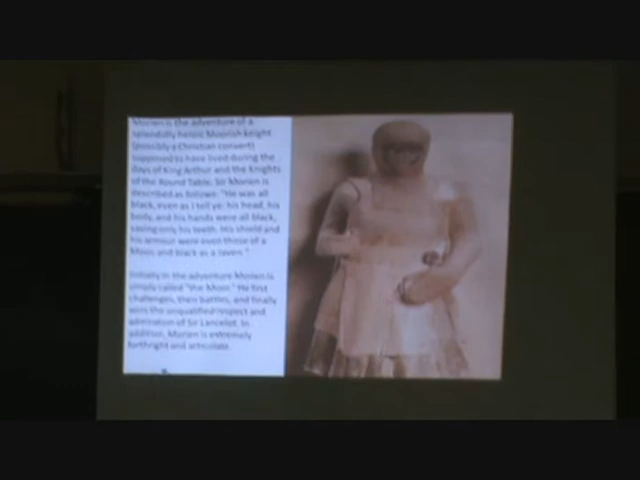 Morien is the adventure of a
splendidly heroic Moorish knight
(possibly a Christian convert)
supposed to have lived during the
days of King Arthur and the Knights
of the Round Table. Sir Morien is
described as follows: "He was all
black, even as I tell ye: his head, his
body, and his hands were all black,
saving only his teeth. His shield and
his armour were even those of a
Moor, and black as a raven."
Initially in the adventure Morien is
simply called "the Moor." He first
challenges, then battles, and finally
wins the unqualified respect and
admiration of Sir Lancelot. In
addition, Morien is extremely
forthright and articulate.